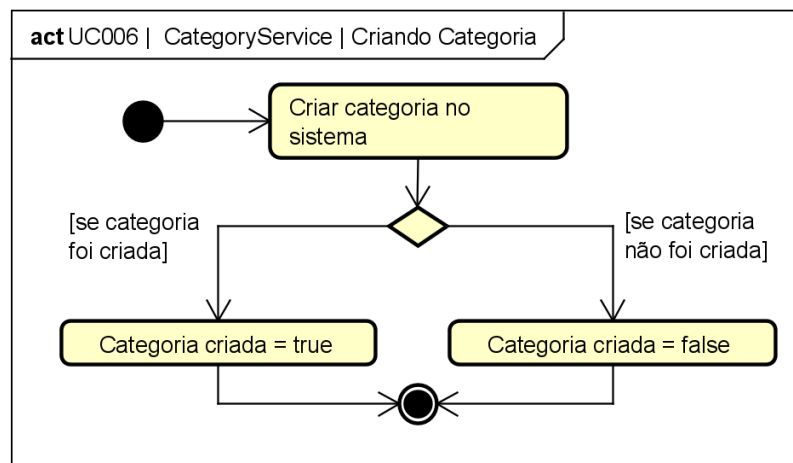 act UC006 | CategoryService | Criando Categoria
Criar categoria no
sistema
[se categoria
foi criada]
[se categoria
não foi criada]
Categoria criada = true
Categoria criada = false